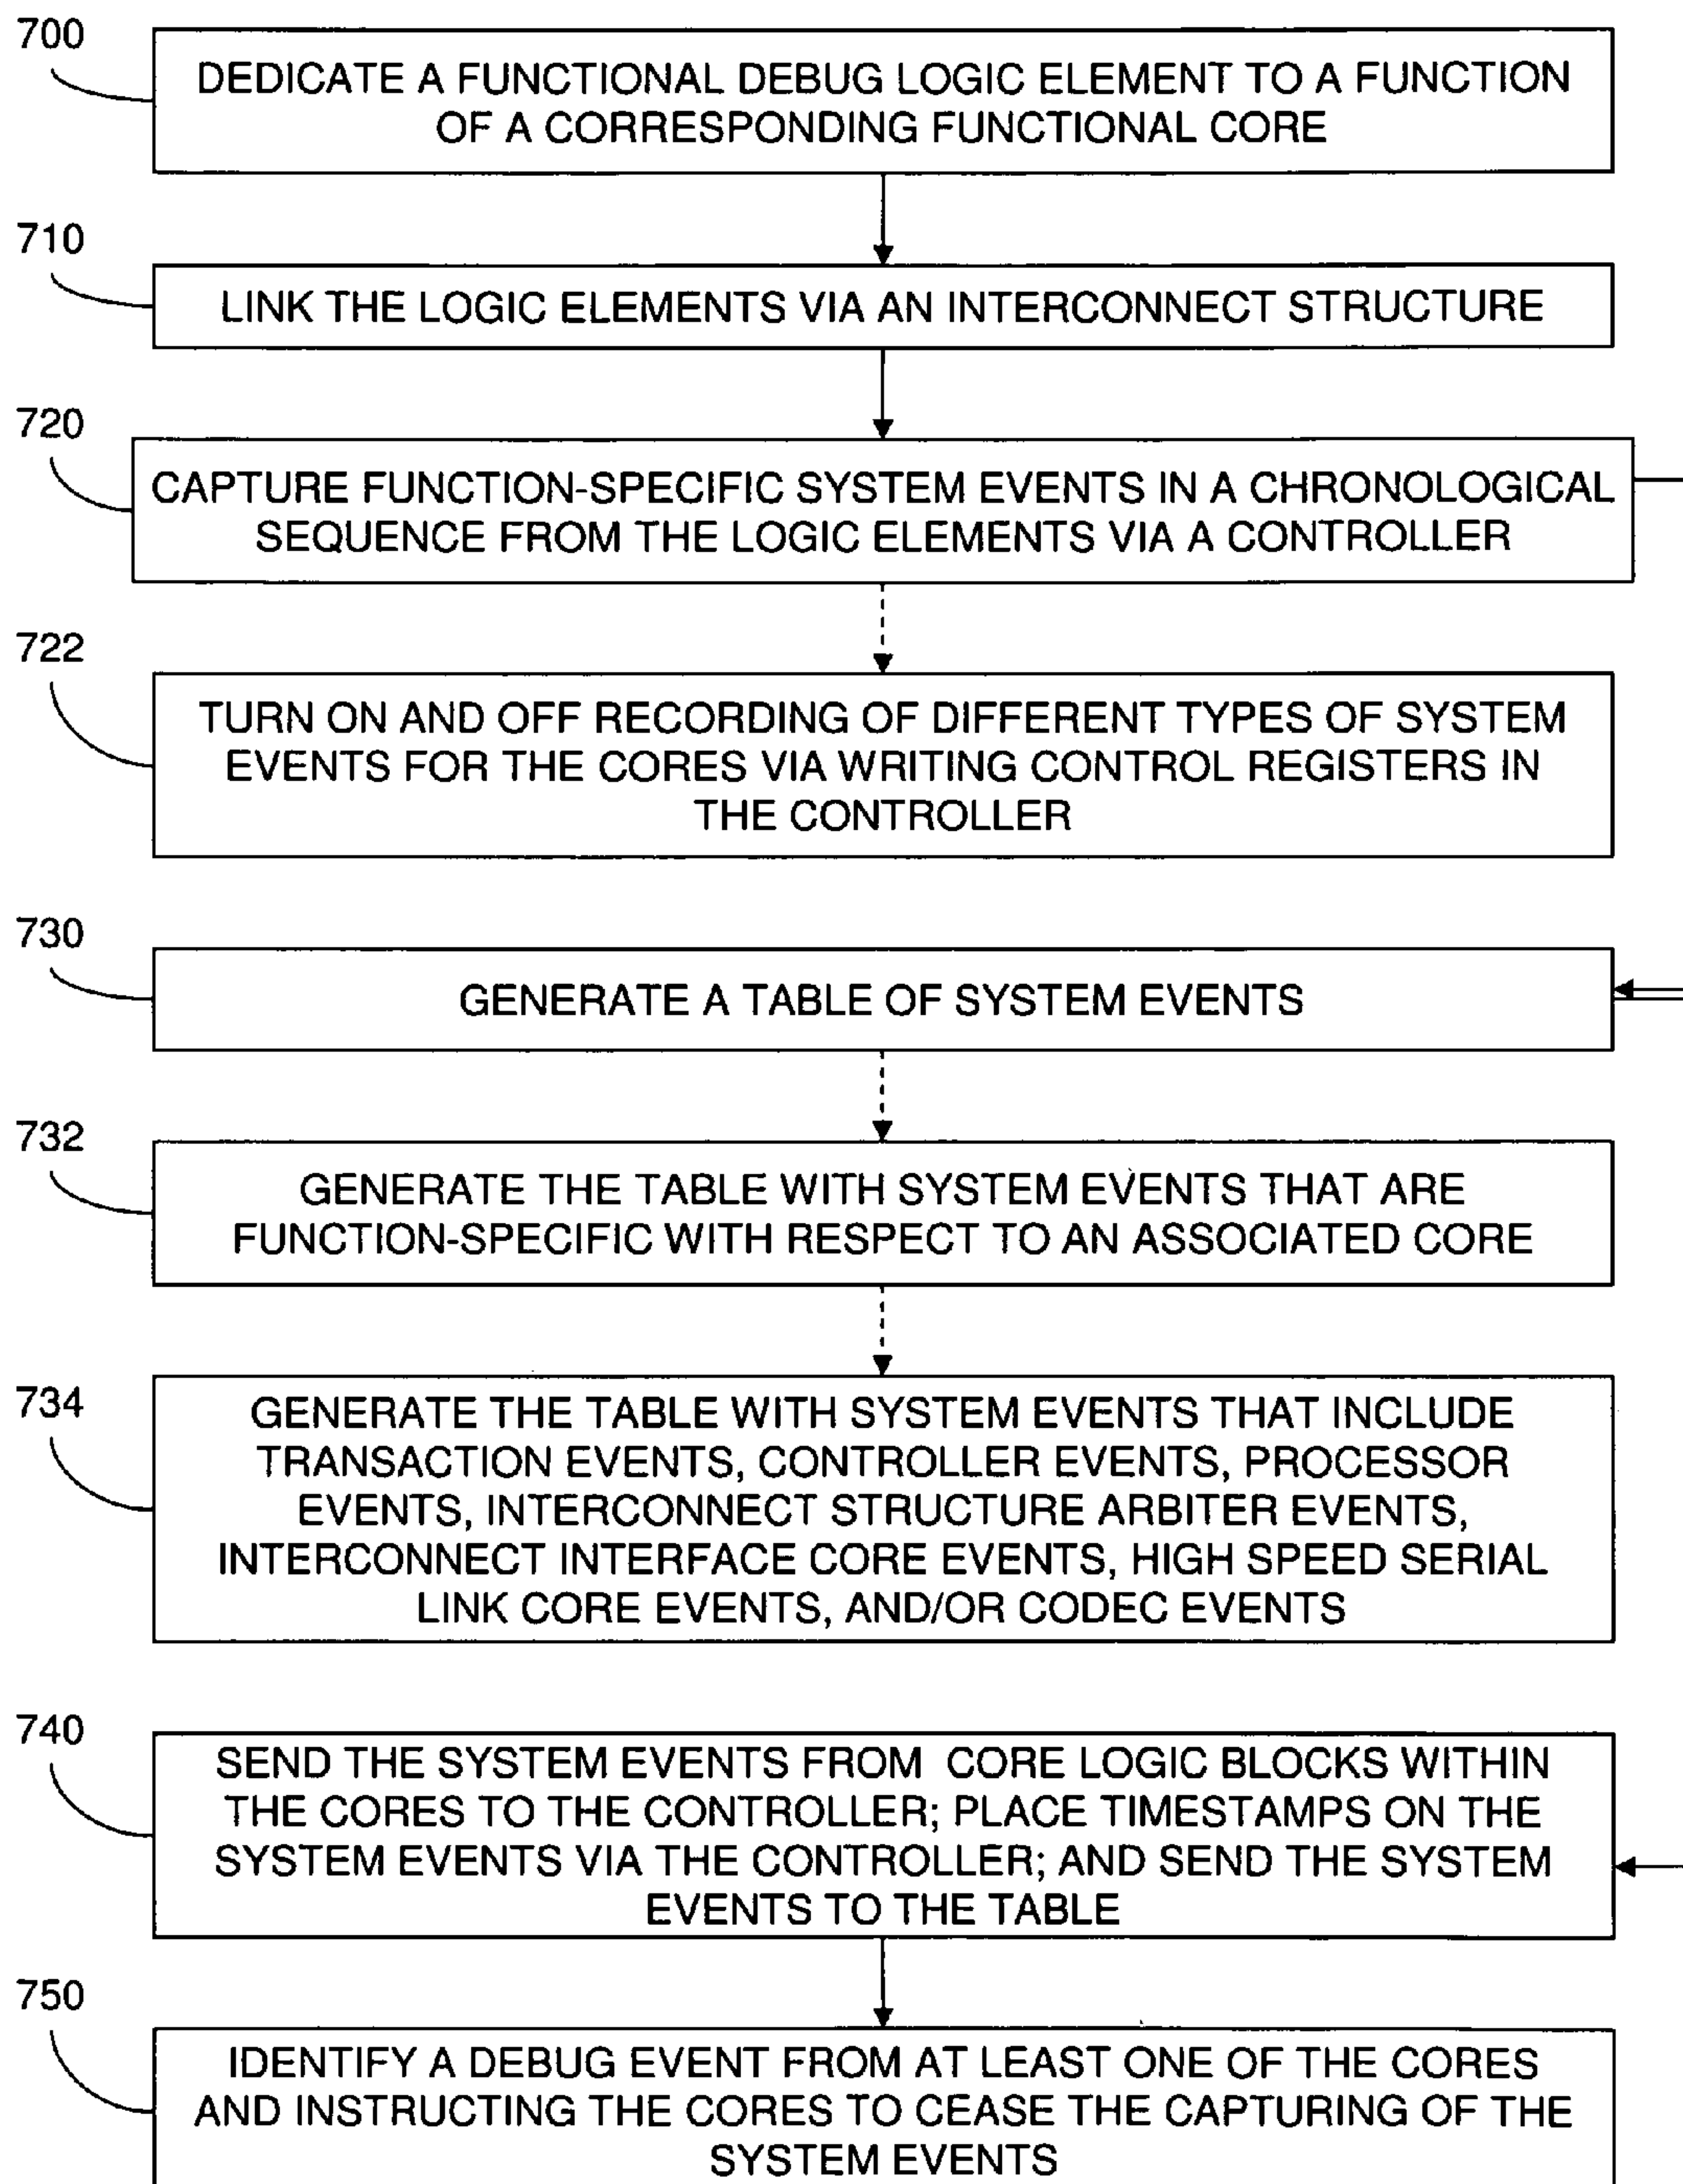 700
DEDICATE A FUNCTIONAL DEBUG LOGIC ELEMENT TO A FUNCTION
OF A CORRESPONDING FUNCTIONAL CORE
710
LINK THE LOGIC ELEMENTS VIA AN INTERCONNECT STRUCTURE
720
CAPTURE FUNCTION-SPECIFIC SYSTEM EVENTS IN A CHRONOLOGICAL
SEQUENCE FROM THE LOGIC ELEMENTS VIA A CONTROLLER
722
TURN ON AND OFF RECORDING OF DIFFERENT TYPES OF SYSTEM
EVENTS FOR THE CORES VIA WRITING CONTROL REGISTERS IN
THE CONTROLLER
730
GENERATE A TABLE OF SYSTEM EVENTS
732
GENERATE THE TABLE WITH SYSTEM EVENTS THAT ARE
FUNCTION-SPECIFIC WITH RESPECT TO AN ASSOCIATED CORE
734
GENERATE THE TABLE WITH SYSTEM EVENTS THAT INCLUDE
TRANSACTION EVENTS, CONTROLLER EVENTS, PROCESSOR
EVENTS, INTERCONNECT STRUCTURE ARBITER EVENTS,
INTERCONNECT INTERFACE CORE EVENTS, HIGH SPEED SERIAL
LINK CORE EVENTS, AND/OR CODEC EVENTS
740
SEND THE SYSTEM EVENTS FROM CORE LOGIC BLOCKS WITHIN
THE CORES TO THE CONTROLLER; PLACE TIMESTAMPS ON THE
SYSTEM EVENTS VIA THE CONTROLLER; AND SEND THE SYSTEM
EVENTS TO THE TABLE
750
IDENTIFY A DEBUG EVENT FROM AT LEAST ONE OF THE CORES
AND INSTRUCTING THE CORES TO CEASE THE CAPTURING OF THE
SYSTEM EVENTS